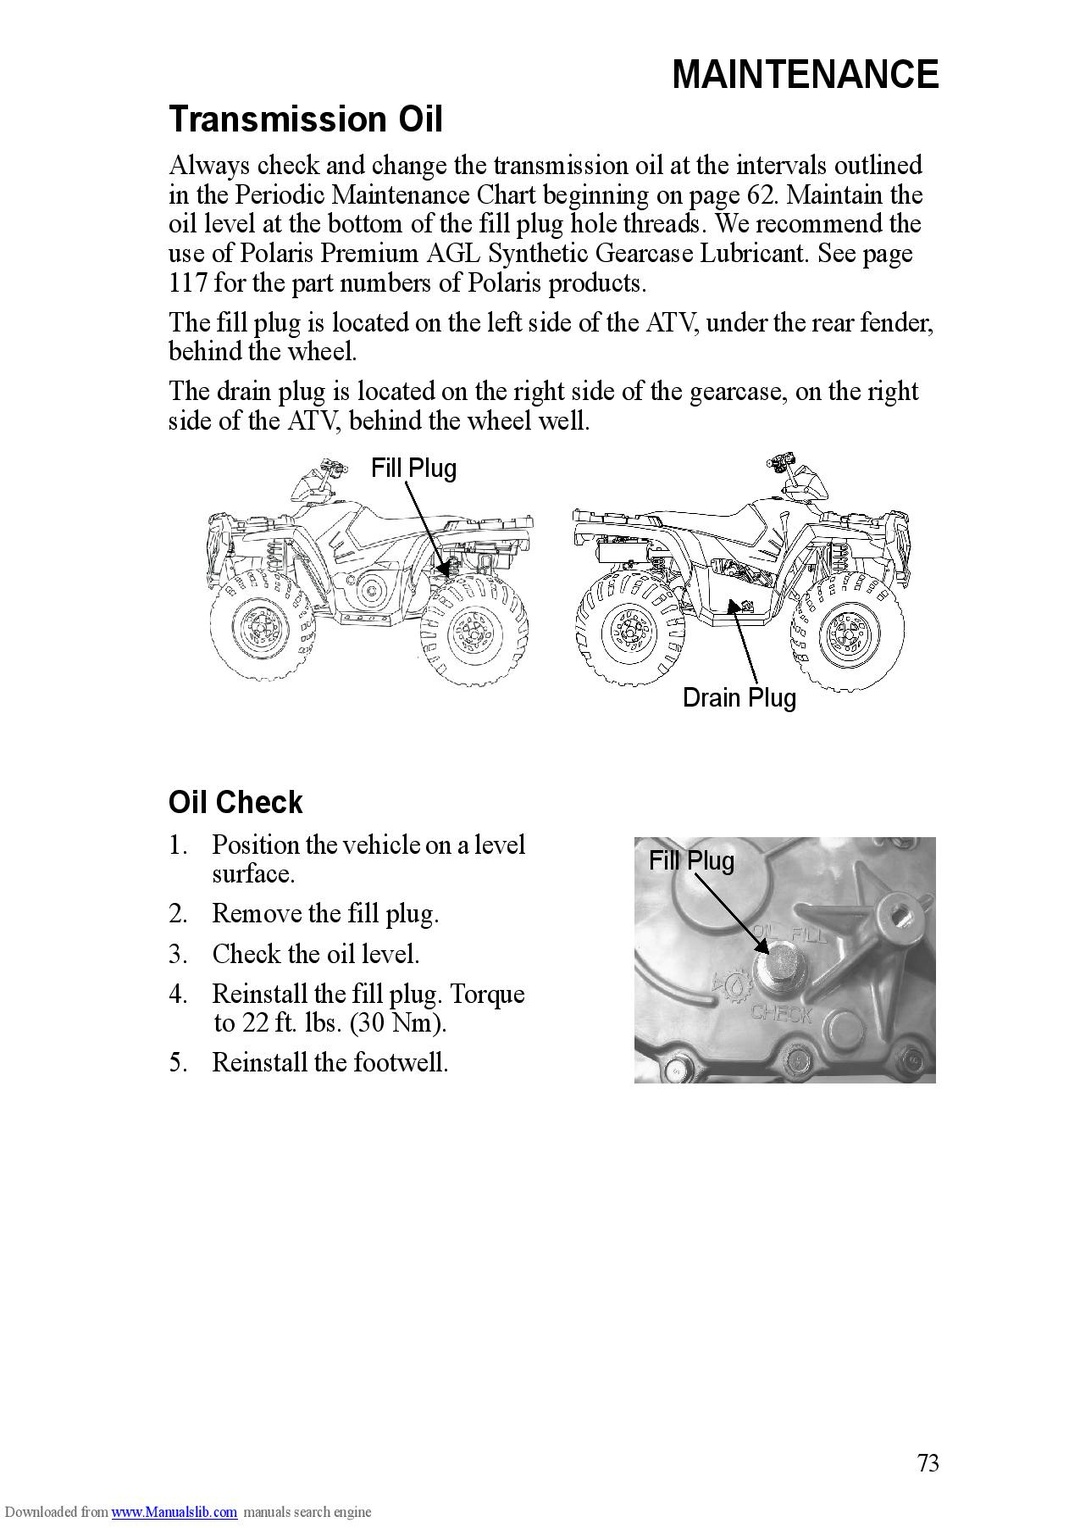 MAINTENANCE
Transmission Oil
Always check and change the transmission oil at the intervals outlined
in the Periodic Maintenance Chart beginning on page 62. Maintain the
oil level at the bottom of the fill plug hole threads. We recommend the
use of Polaris Premium AGL Synthetic Gearcase Lubricant. See page
117 for the part numbers of Polaris products.
The fill plug is located on the left side of the ATV, under the rear fender,
behind the wheel.
The drain plug is located on the right side of the gearcase, on the right
side of the ATV, behind the wheel well.
Fill Plug
Drain Plug
Oil Check
1. Position the vehicle on a level
surface.
2. Remove the fill plug.
3. Check the oil level.
4. Reinstall the fill plug. Torque
to 22 ft. lbs. (30 Nm).
5. Reinstall the footwell.
Fill Plug
OIL FILL
CHECK
73
Downloaded from www.Manualslib.com manuals search engine